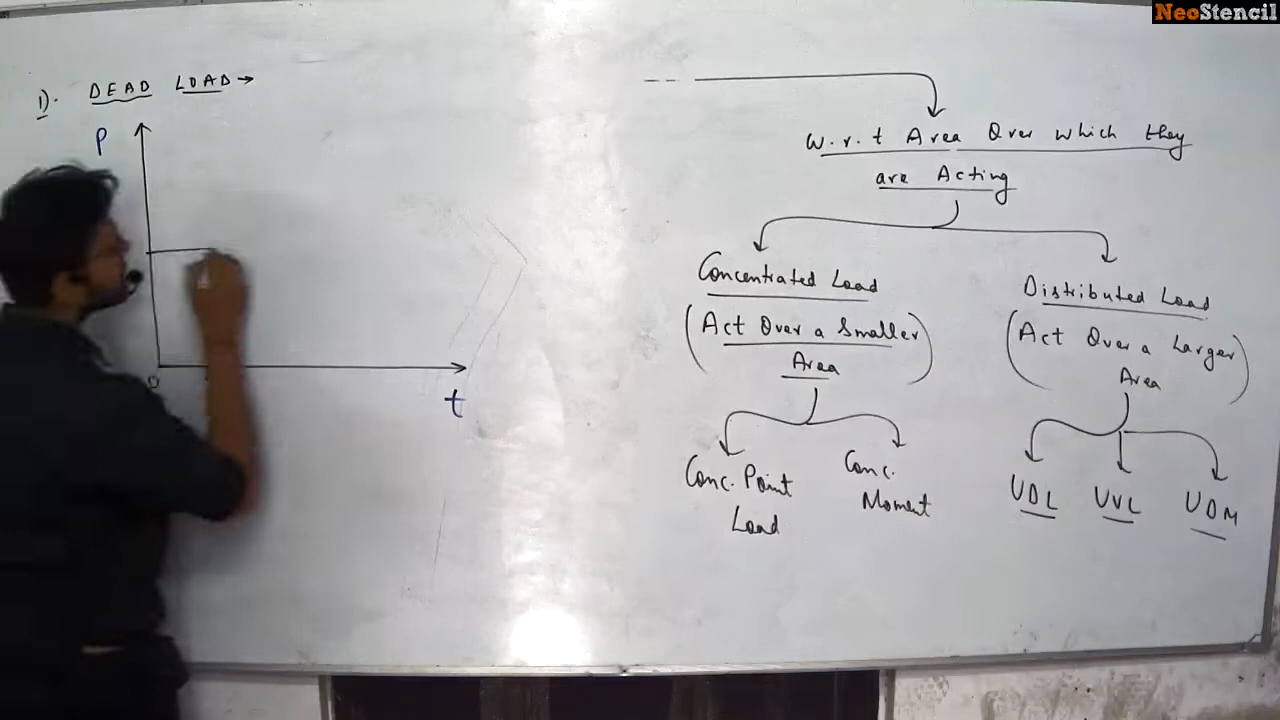 NeoStencil
1). DEAD LOAD →
P
O
t
W.r.t Area Over which they
are Acting
Concentrated Load
(Act Over a Smaller
Area)
Conc. Point
Load
Conc.
Moment
Distributed Load
(Act Over a Larger
Area)
UDL UVL UDM